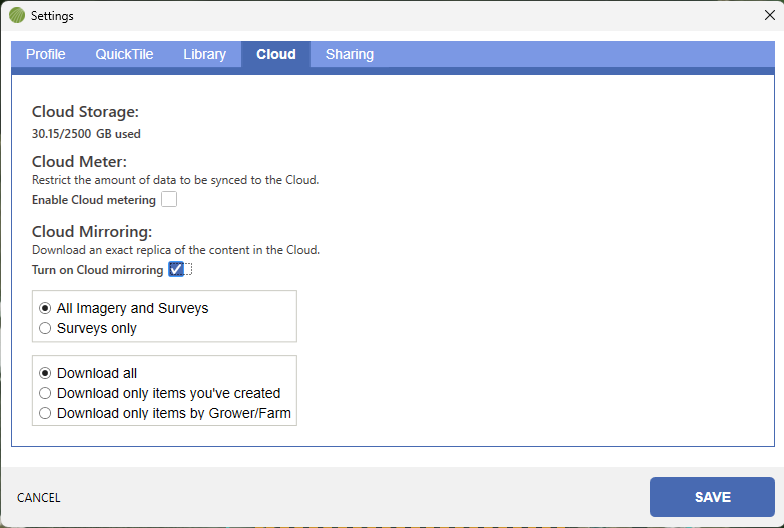 Settings
Profile QuickTile Library Cloud Sharing
Cloud Storage:
30.15/2500 GB used
Cloud Meter:
Restrict the amount of data to be synced to the Cloud.
Enable Cloud metering
Cloud Mirroring:
Download an exact replica of the content in the Cloud.
Turn on Cloud mirroring
All Imagery and Surveys
Surveys only
Download all
Download only items you've created
Download only items by Grower/Farm
CANCEL SAVE